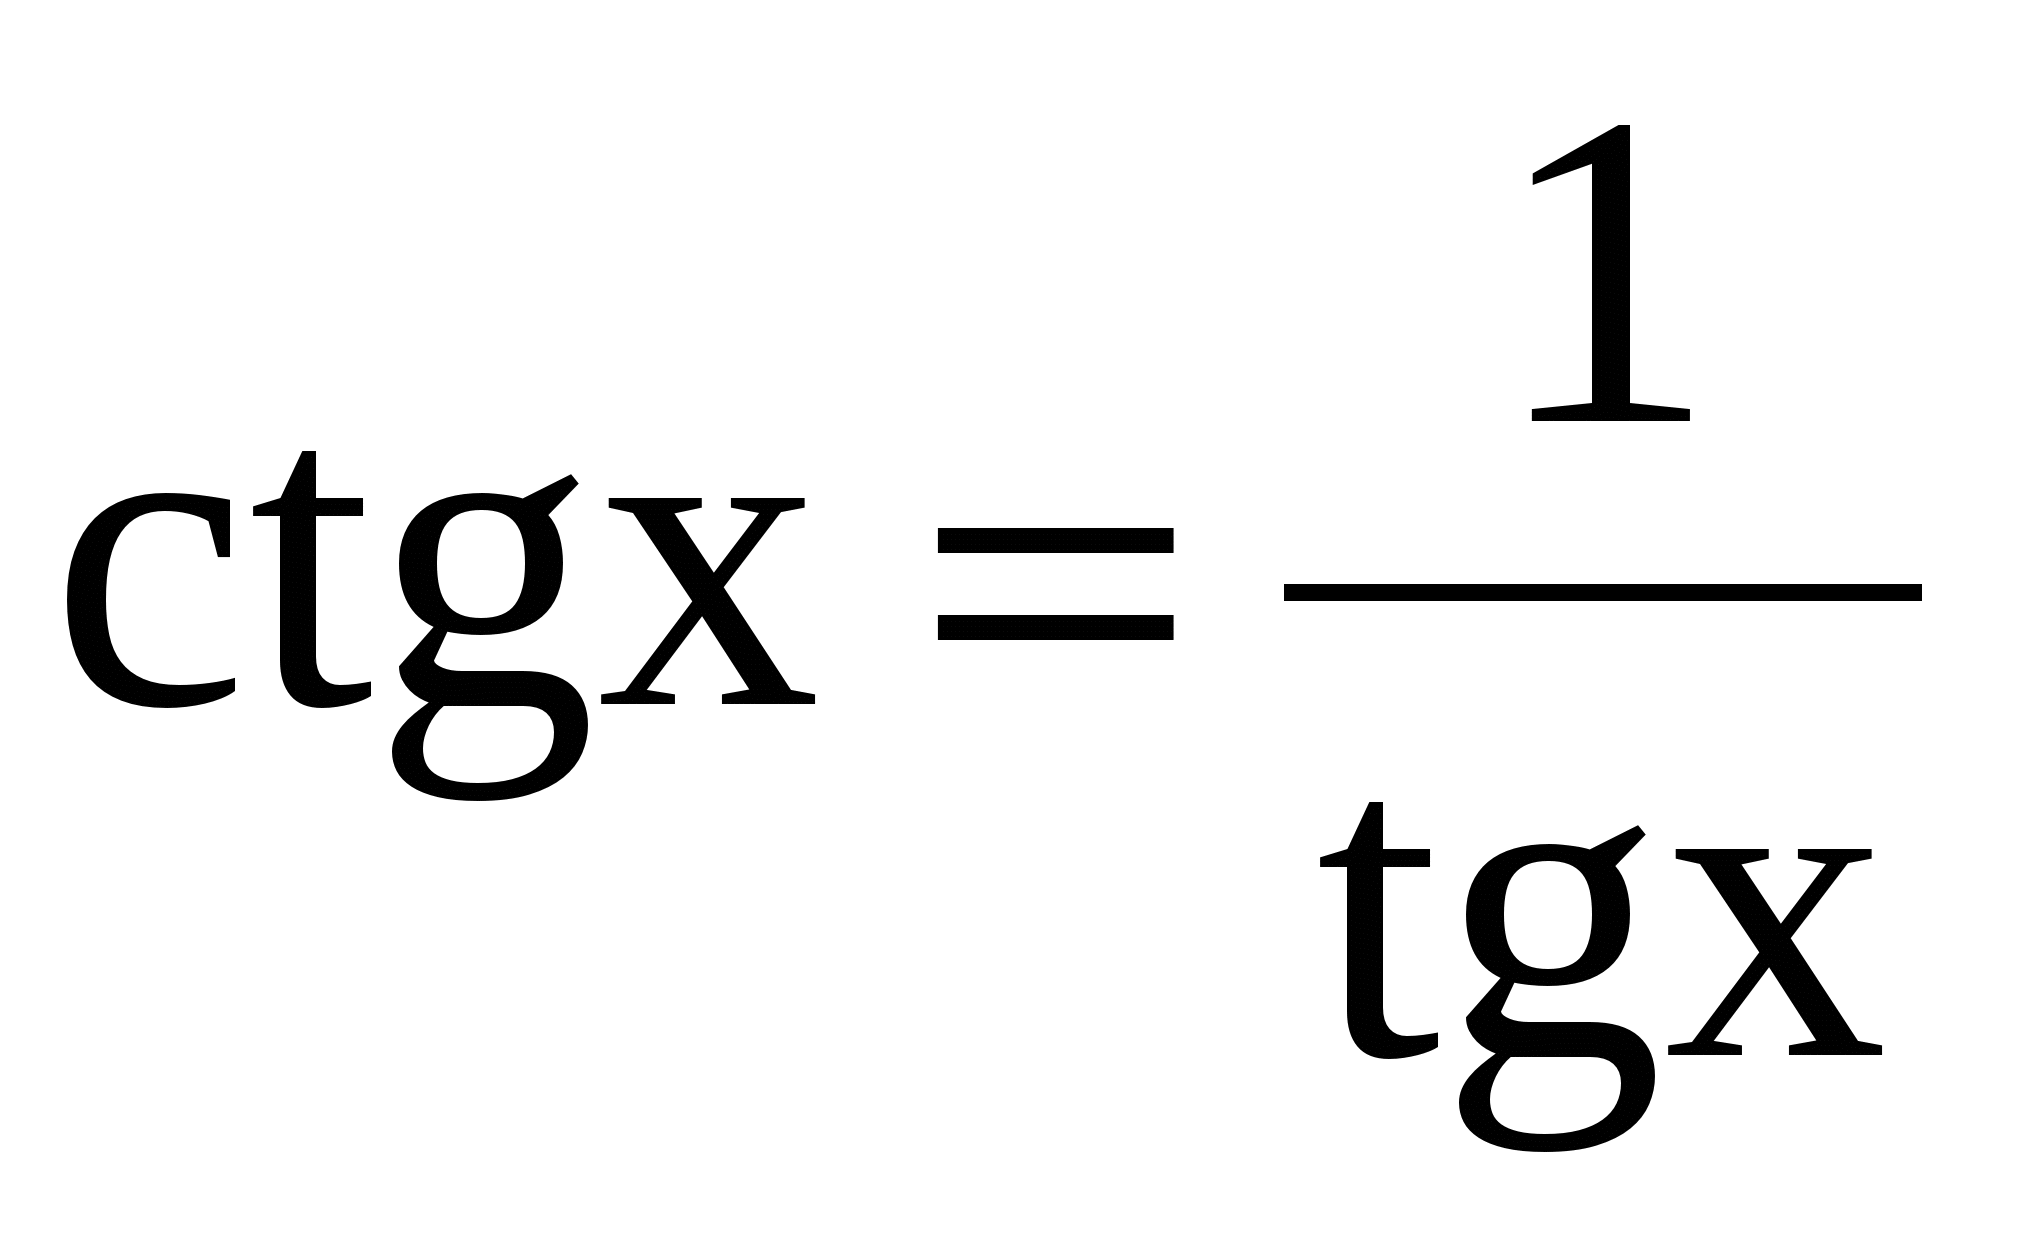 ctgx = 1/tgx